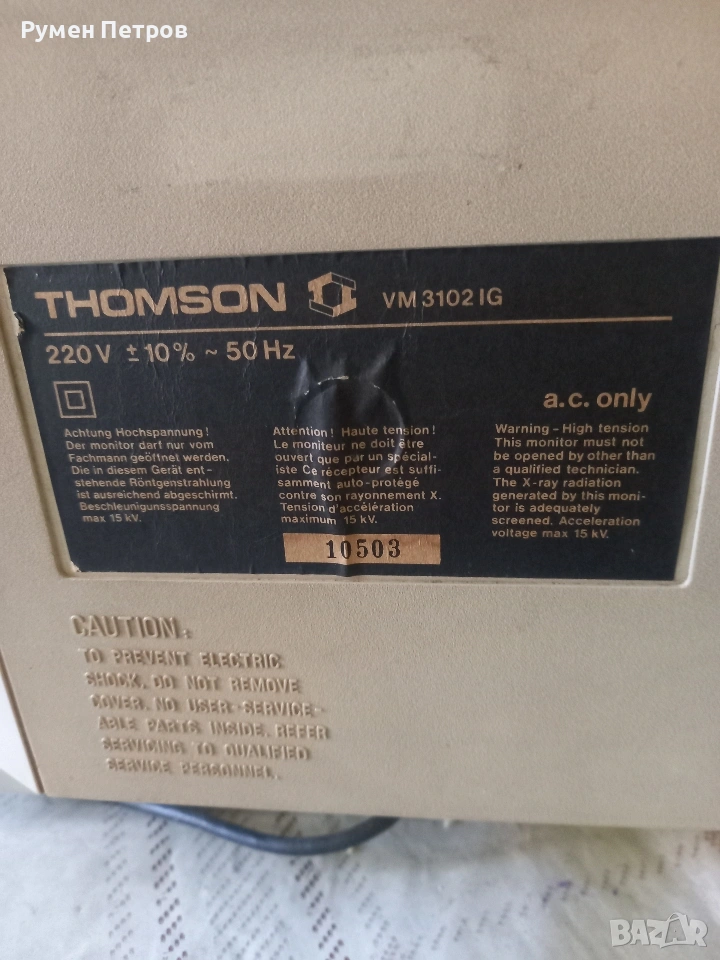 Румен Петров
THOMSON VM 3102 IG
220 V ± 10% ~ 50 Hz
a.c. only
Achtung Hochspannung!
Der monitor darf nur vom
Fachmann geöffnet werden.
Die in diesem Gerät ent-
stehende Röntgenstrahlung
ist ausreichend abgeschirmt.
Beschleunigungsspannung
max 15 kV.
Attention! Haute tension!
Le moniteur ne doit être
ouvert que par un spécial-
iste Ce récepteur est suffi-
samment auto-protégé
contre son rayonnement X.
Tension d'accélération
maximum 15 kV.
Warning - High tension
This monitor must not
be opened by other than
a qualified technician.
The X-ray radiation
generated by this moni-
tor is adequately
screened. Acceleration
voltage max 15 kV.
10503
CAUTION:
TO PREVENT ELECTRIC
SHOCK, DO NOT REMOVE
COVER. NO USER-SERVICE-
ABLE PARTS INSIDE. REFER
SERVICING TO QUALIFIED
SERVICE PERSONNEL.
BAZAR